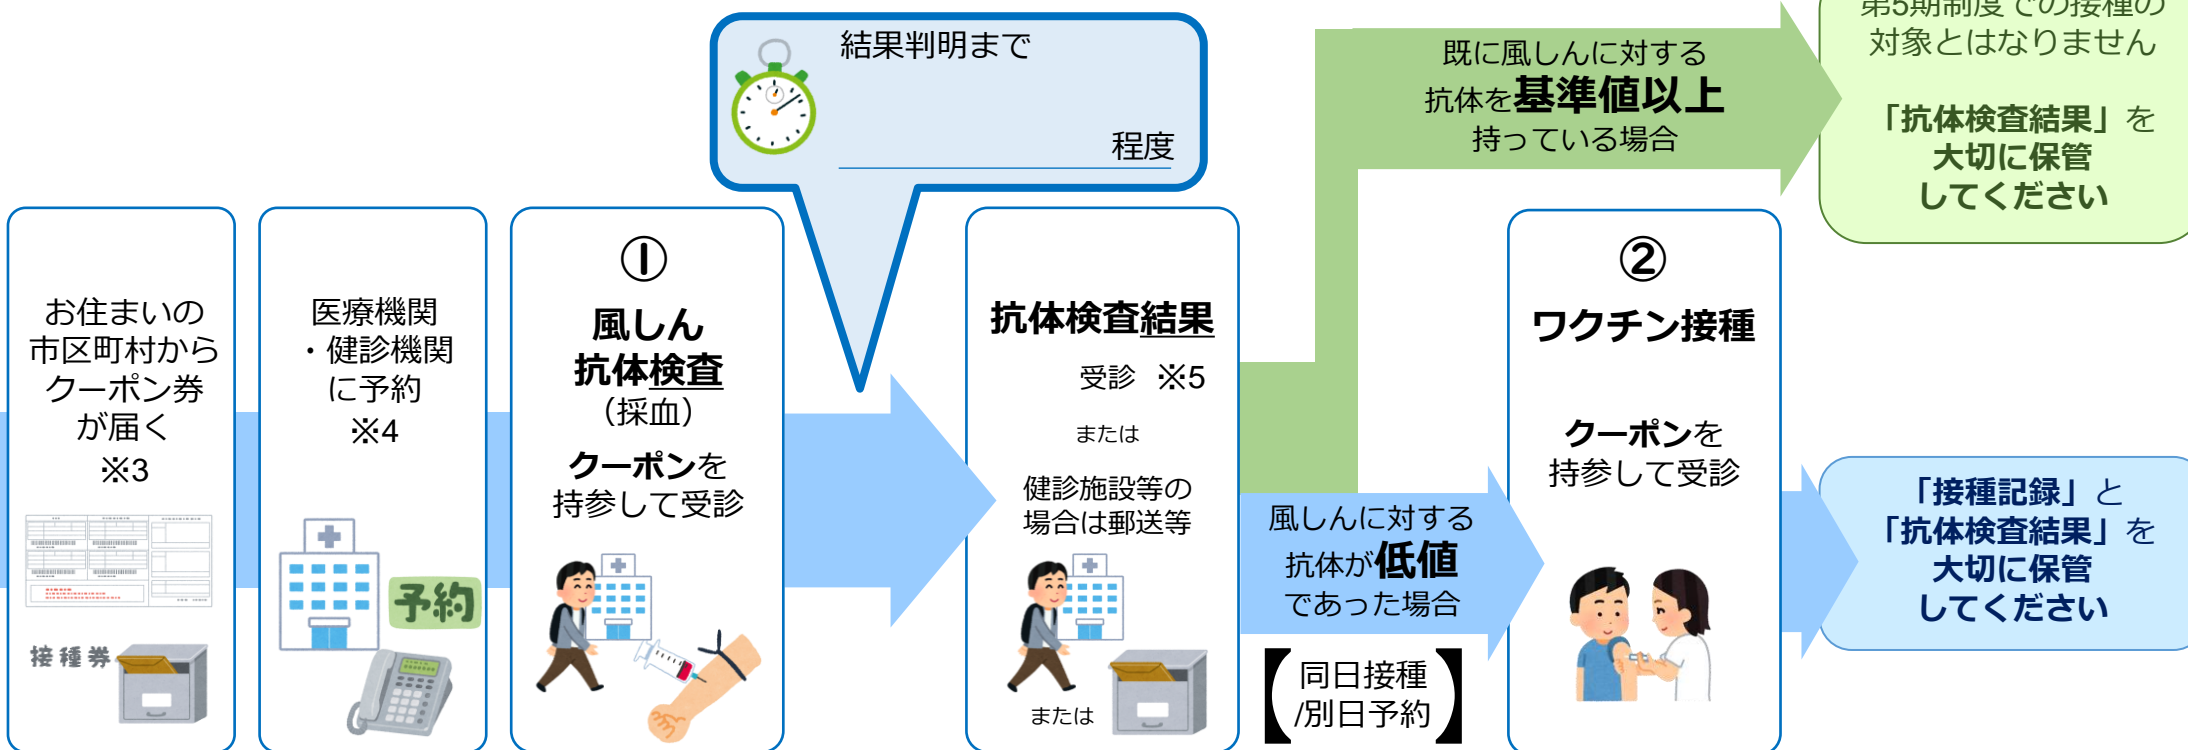 お住まいの
市区町村から
クーポン券
が届く
※3
接種券
医療機関
・健診機関
に予約
※4
予約
①
風しん
抗体検査
（採血）
クーポンを
持参して受診
結果判明まで
程度
抗体検査結果
受診 ※5
または
健診施設等の
場合は郵送等
または
既に風しんに対する
抗体を基準値以上
持っている場合
第5期制度での接種の
対象とはなりません
「抗体検査結果」を
大切に保管
してください
風しんに対する
抗体が低値
であった場合
【同日接種
/別日予約】
②
ワクチン接種
クーポンを
持参して受診
「接種記録」と
「抗体検査結果」を
大切に保管
してください